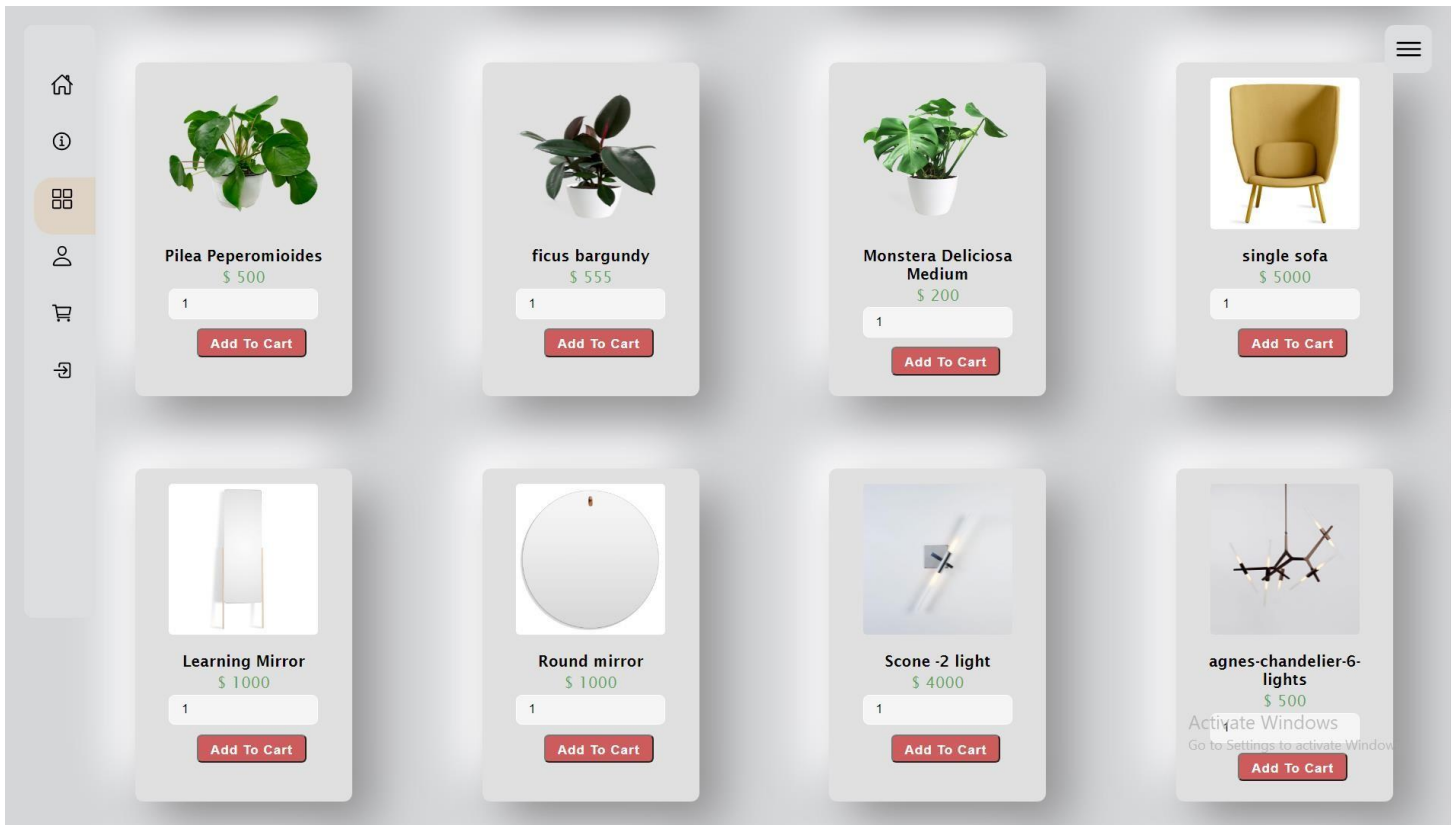 Pilea Peperomioides
$ 500
1
Add To Cart
ficus bargundy
$ 555
1
Add To Cart
Monstera Deliciosa
Medium
$ 200
1
Add To Cart
single sofa
$ 5000
1
Add To Cart
Learning Mirror
$ 1000
1
Add To Cart
Round mirror
$ 1000
1
Add To Cart
Scone -2 light
$ 4000
1
Add To Cart
agnes-chandelier-6-
lights
$ 500
1
Add To Cart
Activate Windows
Go to Settings to activate Window